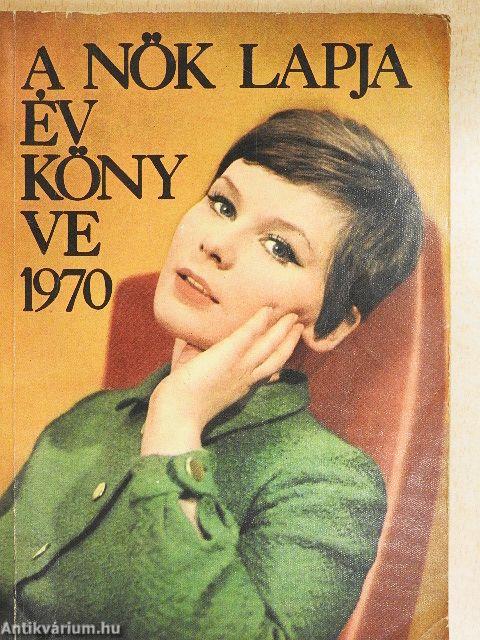 A NŐK LAPJA
ÉV
KÖNY
VE
1970
Antikvárium.hu